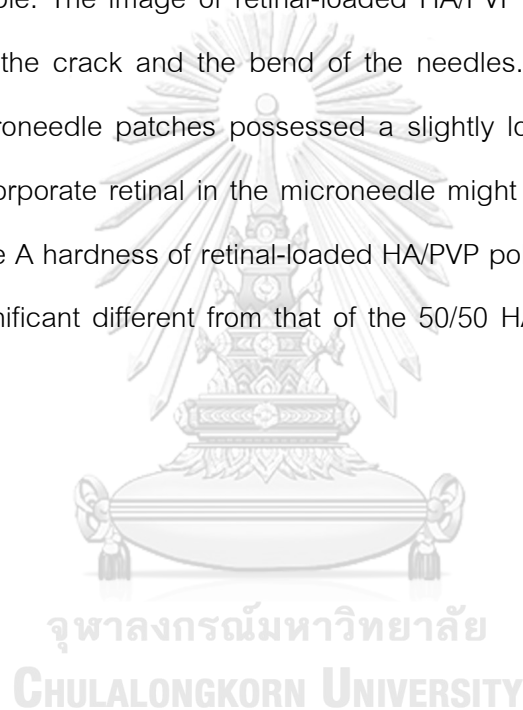 ble. The image of retinal-loaded HA/PVP
the crack and the bend of the needles.
roneedle patches possessed a slightly lo
orporate retinal in the microneedle might
e A hardness of retinal-loaded HA/PVP po
nificant different from that of the 50/50 HA
จุฬาลงกรณ์มหาวิทยาลัย
CHULALONGKORN UNIVERSITY